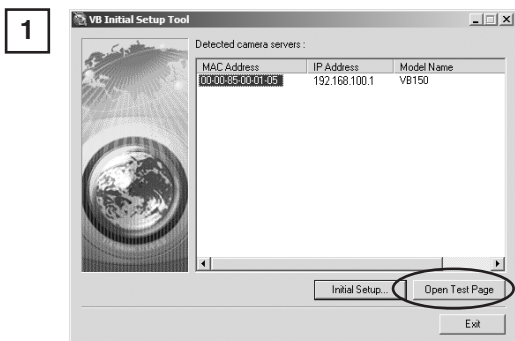 1
VB Initial Setup Tool
Detected camera servers :
MAC Address IP Address Model Name
00-00-85-00-01-05 192.168.100.1 VB150
Initial Setup... Open Test Page
Exit